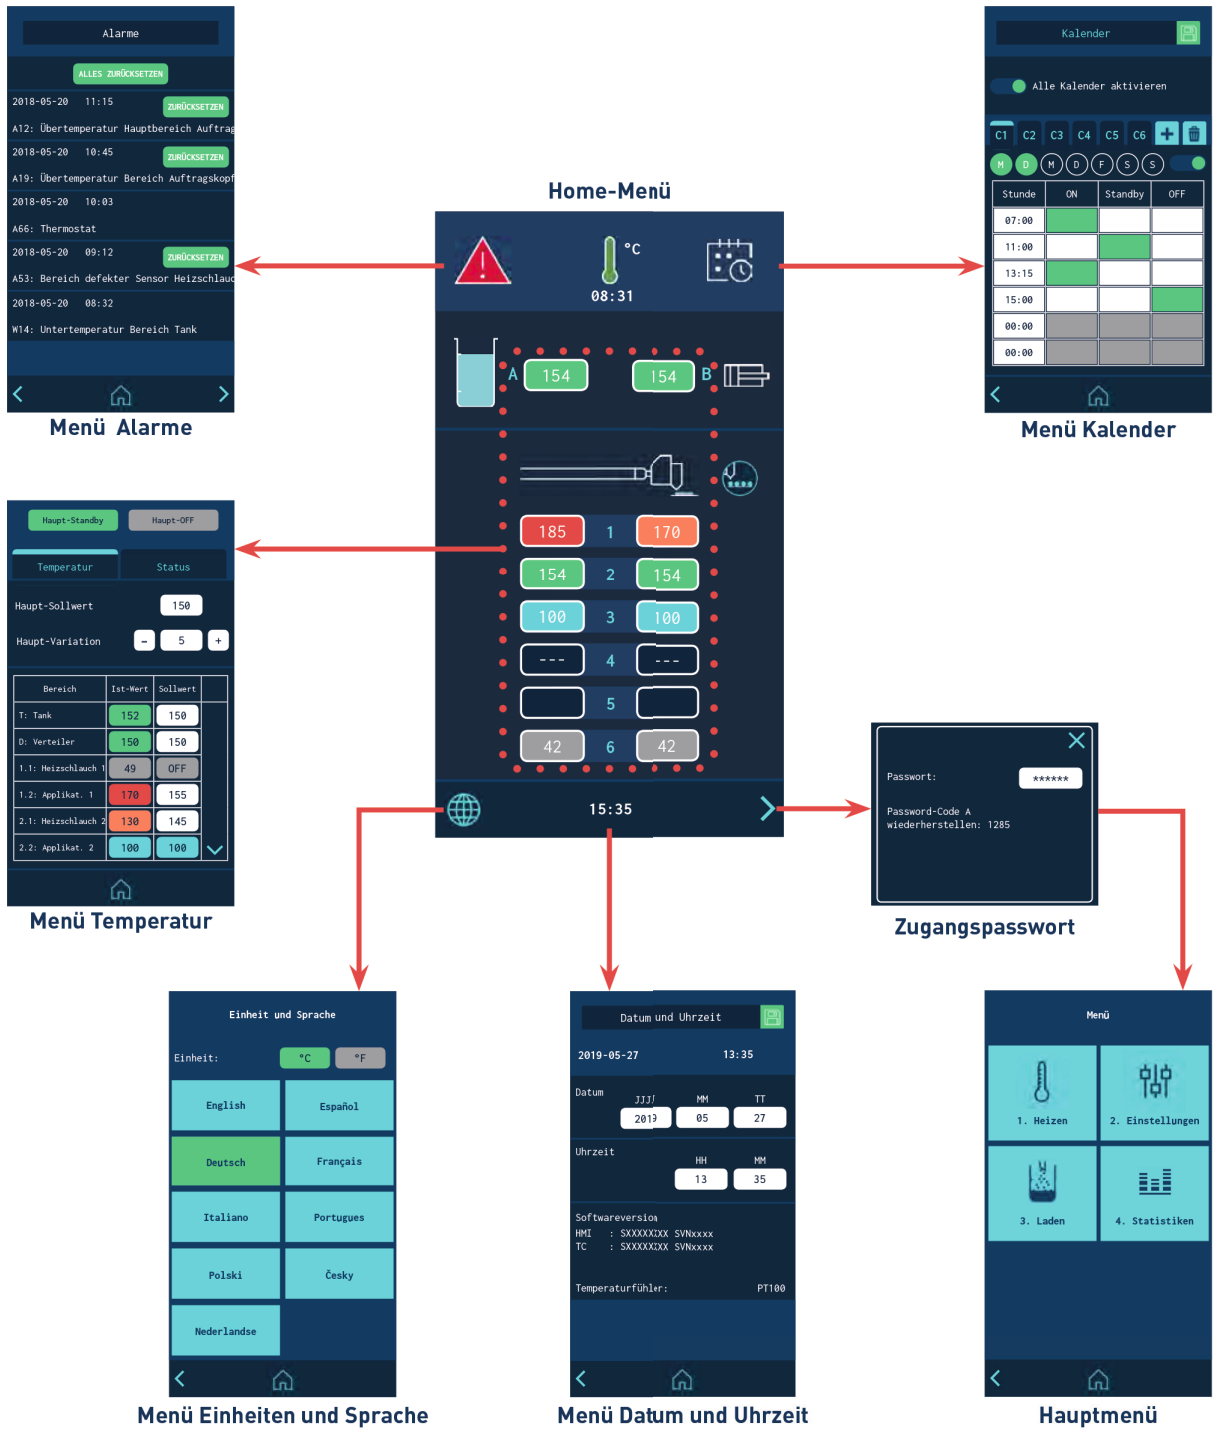 Alarme
ALLES ZURÜCKSETZEN
2018-05-20 11:15
ZURÜCKSETZEN
A12: Übertemperatur Hauptbereich Auftrag
2018-05-20 10:45
ZURÜCKSETZEN
A19: Übertemperatur Bereich Auftragskopf
2018-05-20 10:03
A66: Thermostat
2018-05-20 09:12
ZURÜCKSETZEN
A53: Bereich defekter Sensor Heizschlauc
2018-05-20 08:32
W14: Untertemperatur Bereich Tank
Menü Alarme
Home-Menü
°C
08:31
A 154 154 B
185 1 170
154 2 154
100 3 100
--- 4 ---
5
42 6 42
15:35
Kalender
Alle Kalender aktivieren
C1 C2 C3 C4 C5 C6 +
M D M D F S S
Stunde ON Standby OFF
07:00
11:00
13:15
15:00
00:00
00:00
Menü Kalender
Haupt-Standby Haupt-OFF
Temperatur Status
Haupt-Sollwert 150
Haupt-Variation - 5 +
Bereich Ist-Wert Sollwert
T: Tank 152 150
D: Verteiler 150 150
1.1: Heizschlauch 1 49 OFF
1.2: Applikat. 1 170 155
2.1: Heizschlauch 2 130 145
2.2: Applikat. 2 100 100
Menü Temperatur
Passwort: ******
Password-Code A
wiederherstellen: 1285
Zugangspasswort
Einheit und Sprache
Einheit: °C °F
English Español
Deutsch Français
Italiano Portugues
Polski Česky
Nederlandse
Menü Einheiten und Sprache
Datum und Uhrzeit
2019-05-27 13:35
Datum
JJJJ MM TT
2019 05 27
Uhrzeit
HH MM
13 35
Softwareversion
HMI : SXXXXXXX SVNxxxx
TC : SXXXXXXX SVNxxxx
Temperaturfühler: PT100
Menü Datum und Uhrzeit
Menü
1. Heizen 2. Einstellungen
3. Laden 4. Statistiken
Hauptmenü